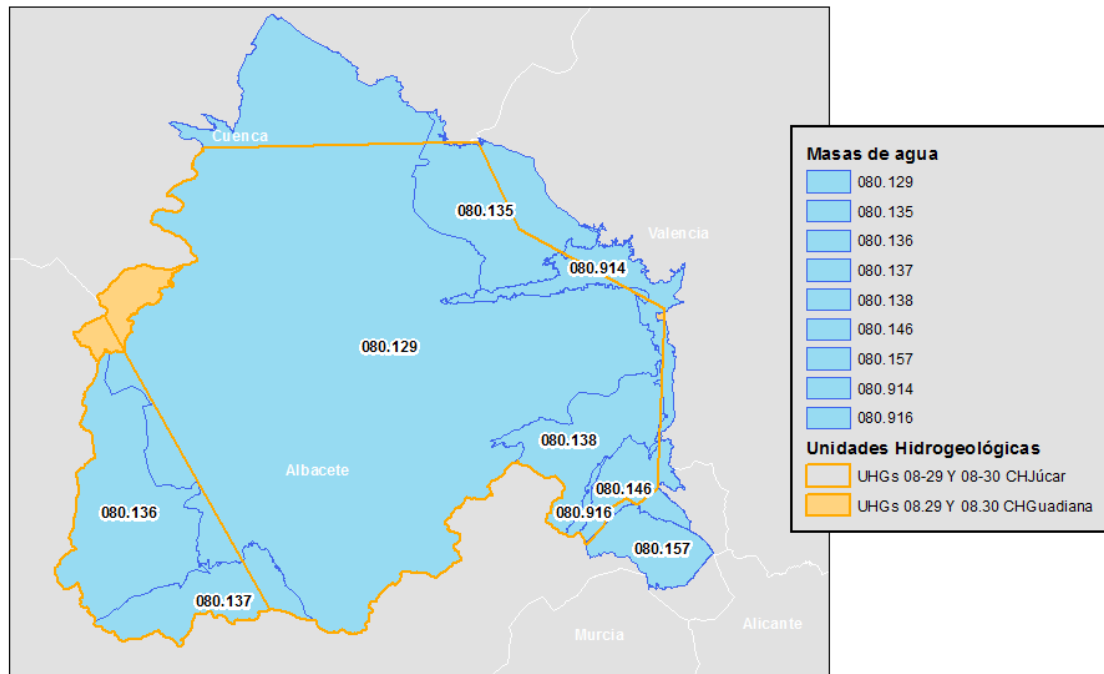 Cuenca
080.135
Valencia
080.914
080.129
080.138
Albacete
080.146
080.136
080.916
080.157
080.137
Murcia
Alicante
Masas de agua
080.129
080.135
080.136
080.137
080.138
080.146
080.157
080.914
080.916
Unidades Hidrogeológicas
UHGs 08-29 Y 08-30 CHJúcar
UHGs 08.29 Y 08.30 CHGuadiana